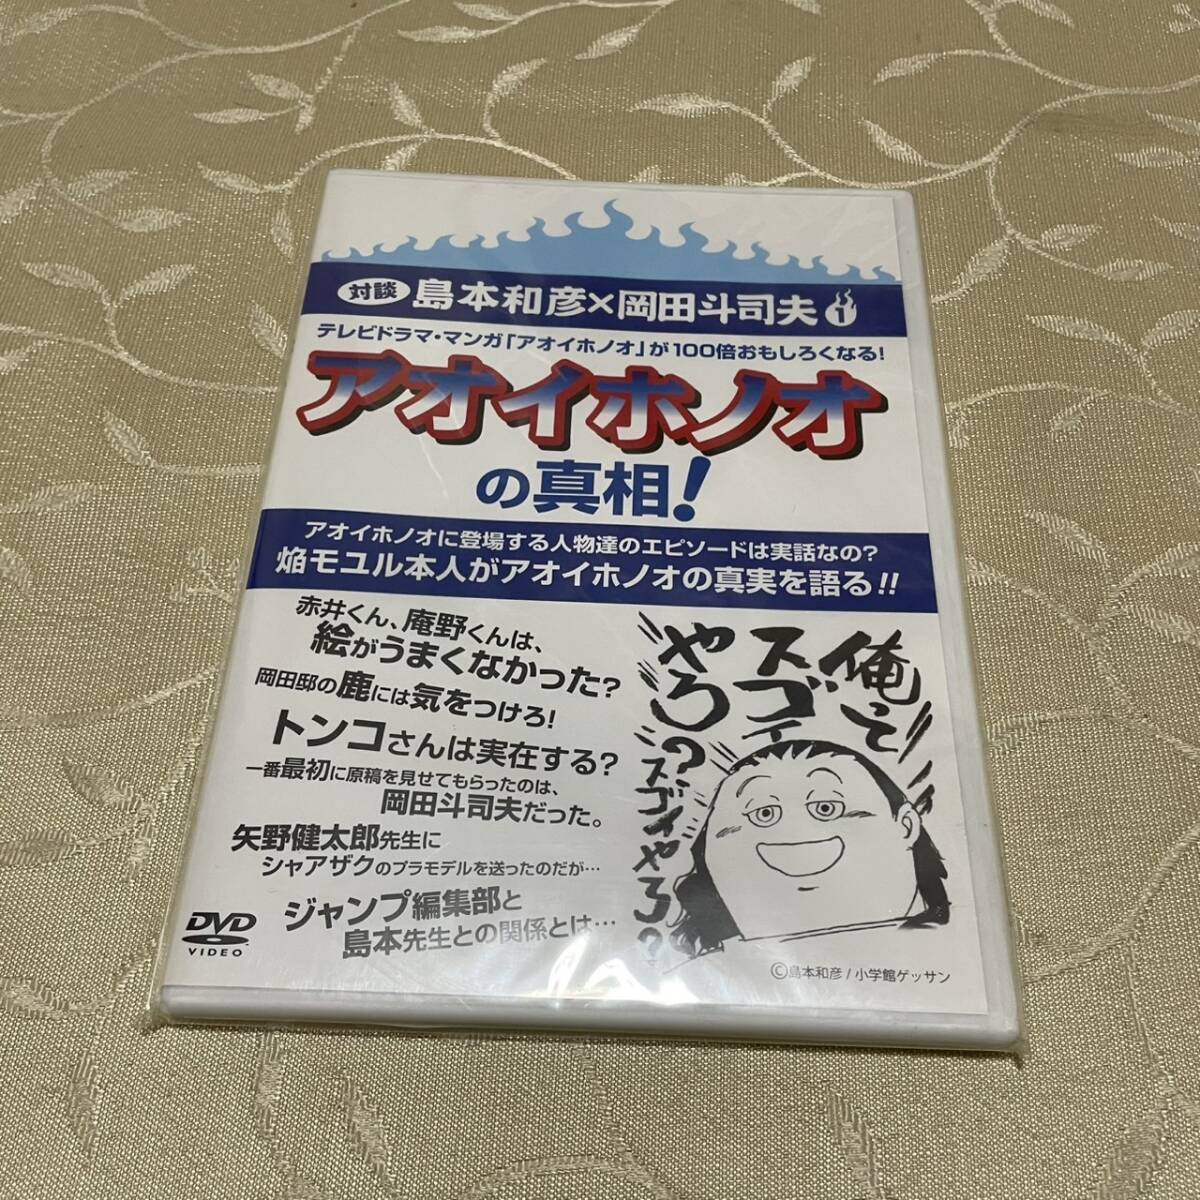 対談 島本和彦×岡田斗司夫 1
テレビドラマ・マンガ「アオイホノオ」が100倍おもしろくなる!
アオイホノオ
の真相!
アオイホノオに登場する人物達のエピソードは実話なの?
焔モユル本人がアオイホノオの真実を語る!!
赤井くん、庵野くんは、
絵がうまくなかった?
岡田邸の鹿には気をつけろ!
トンコさんは実在する?
一番最初に原稿を見せてもらったのは、
岡田斗司夫だった。
矢野健太郎先生に
シャアザクのプラモデルを送ったのだが…
ジャンプ編集部と
島本先生との関係とは…
俺って
スゴイ
やろ?
スゴイやろ?
DVD
VIDEO
©島本和彦/小学館ゲッサン